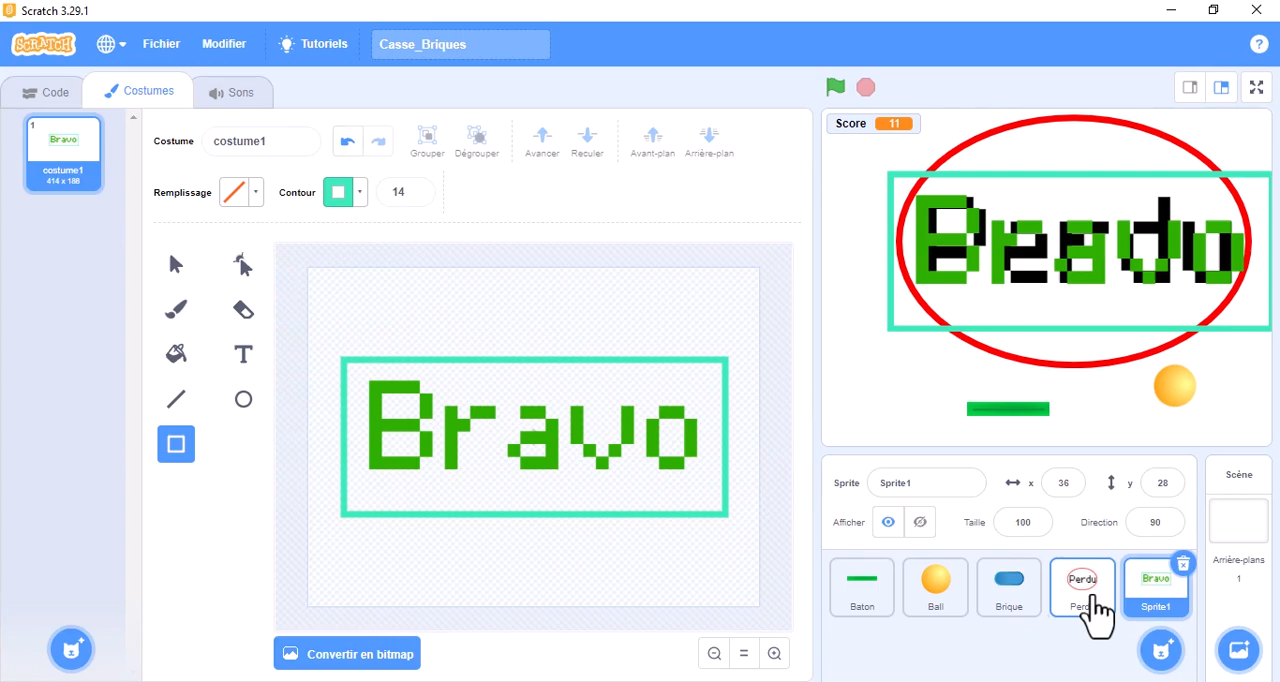 Scratch 3.29.1
SCRATCH Fichier Modifier Tutoriels Casse_Briques ?
Code Costumes Sons
1
Bravo
costume1
414 x 188
Costume costume1 Grouper Dégrouper Avancer Reculer Avant-plan Arrière-plan
Remplissage Contour 14
T
Bravo
Convertir en bitmap
Score 11
Bravo
Sprite Sprite1 x 36 y 28
Afficher Taille 100 Direction 90
Perdu Bravo
Baton Ball Brique Sprite1
Scène
Arrière-plans
1